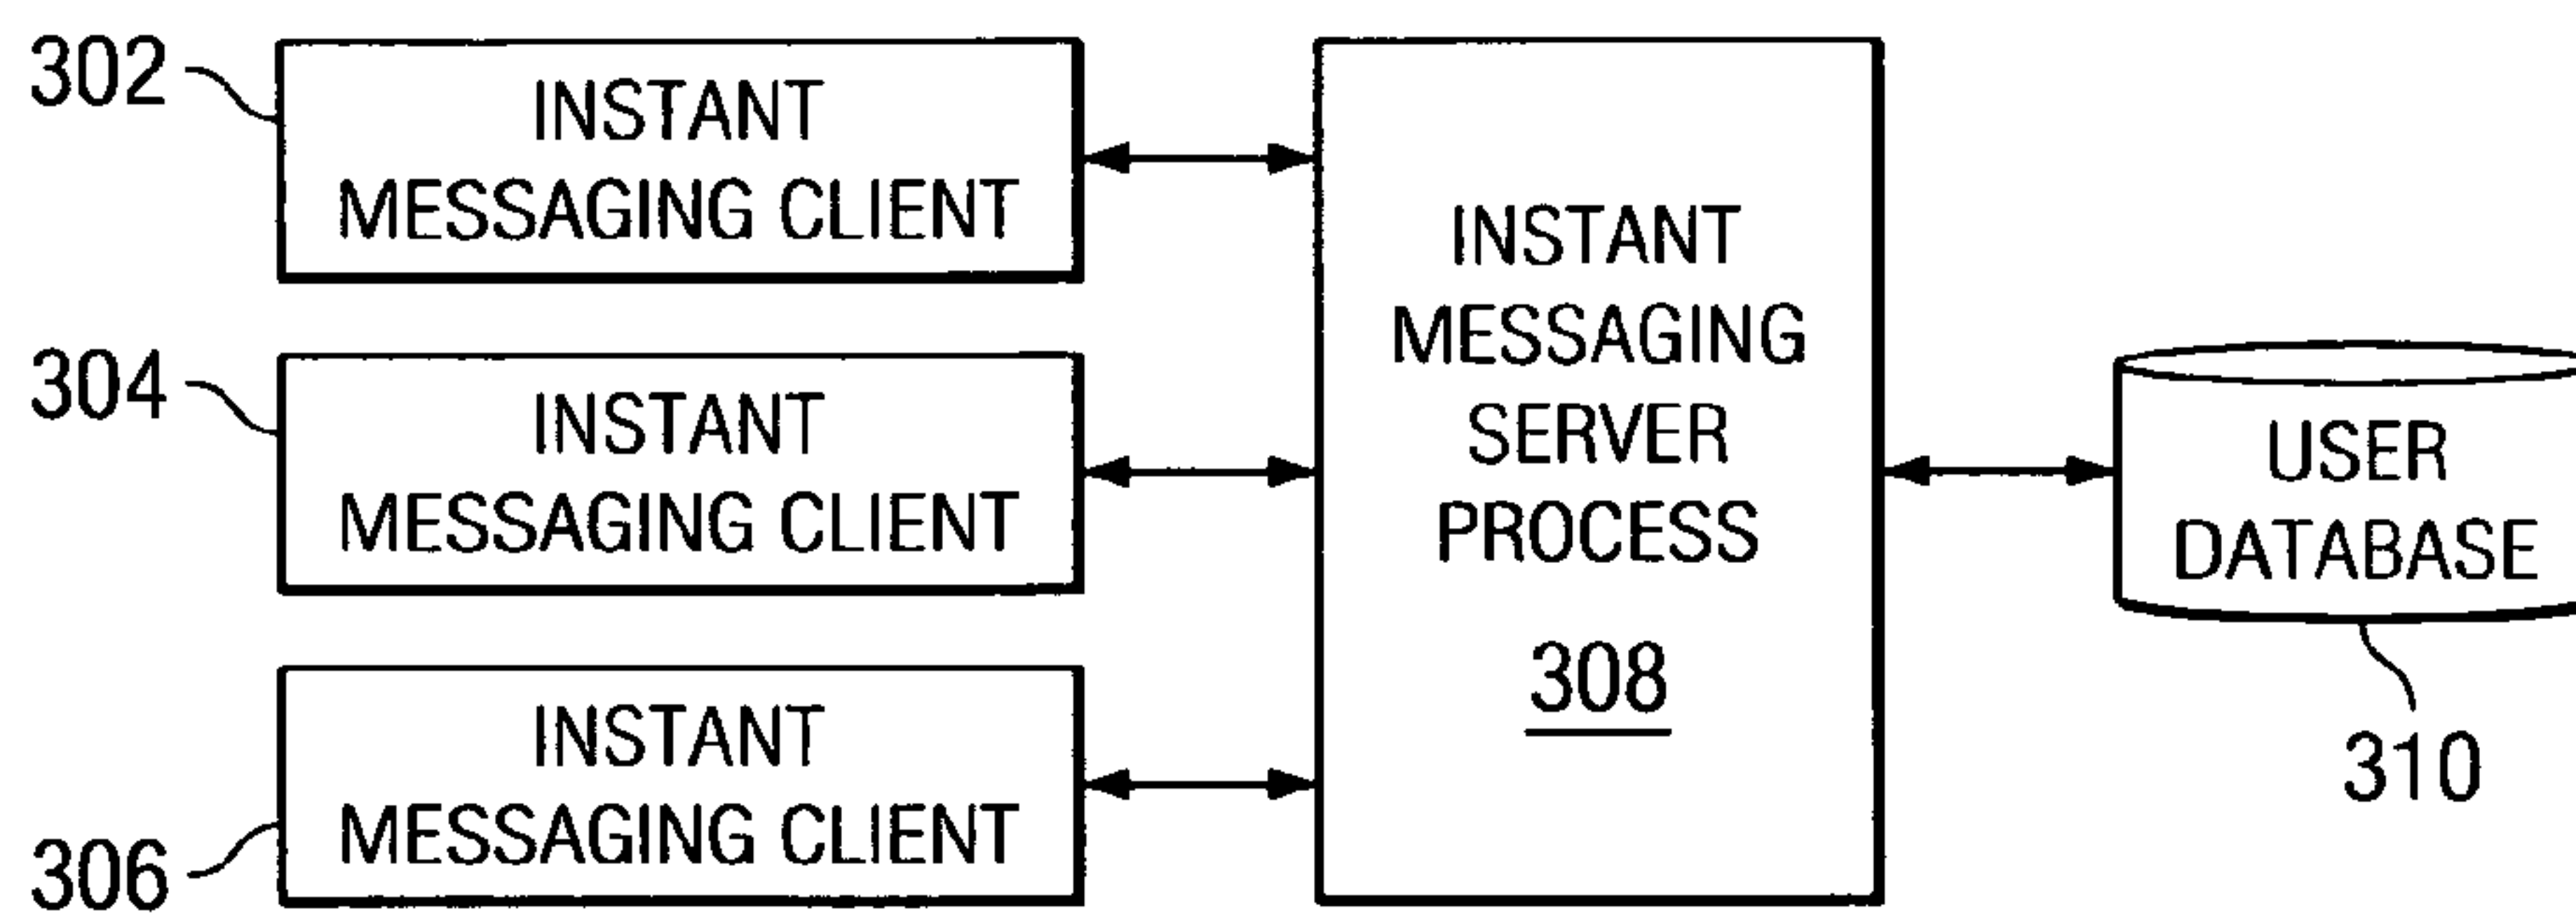 302
INSTANT
MESSAGING CLIENT
304
INSTANT
MESSAGING CLIENT
306
INSTANT
MESSAGING CLIENT
INSTANT
MESSAGING
SERVER
PROCESS
308
USER
DATABASE
310